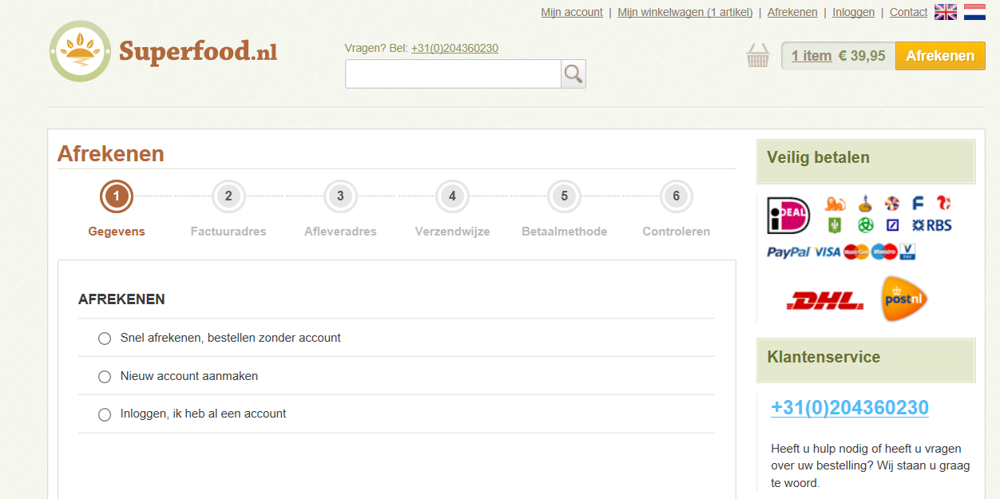 Mijn account | Mijn winkelwagen (1 artikel) | Afrekenen | Inloggen | Contact
Superfood.nl
Vragen? Bel: +31(0)204360230
1 item € 39,95 Afrekenen
Afrekenen
1 2 3 4 5 6
Gegevens Factuuradres Afleveradres Verzendwijze Betaalmethode Controleren
AFREKENEN
Snel afrekenen, bestellen zonder account
Nieuw account aanmaken
Inloggen, ik heb al een account
Veilig betalen
iDEAL F
RBS
PayPal VISA MasterCard Maestro V
DHL postnl
Klantenservice
+31(0)204360230
Heeft u hulp nodig of heeft u vragen
over uw bestelling? Wij staan u graag
te woord.